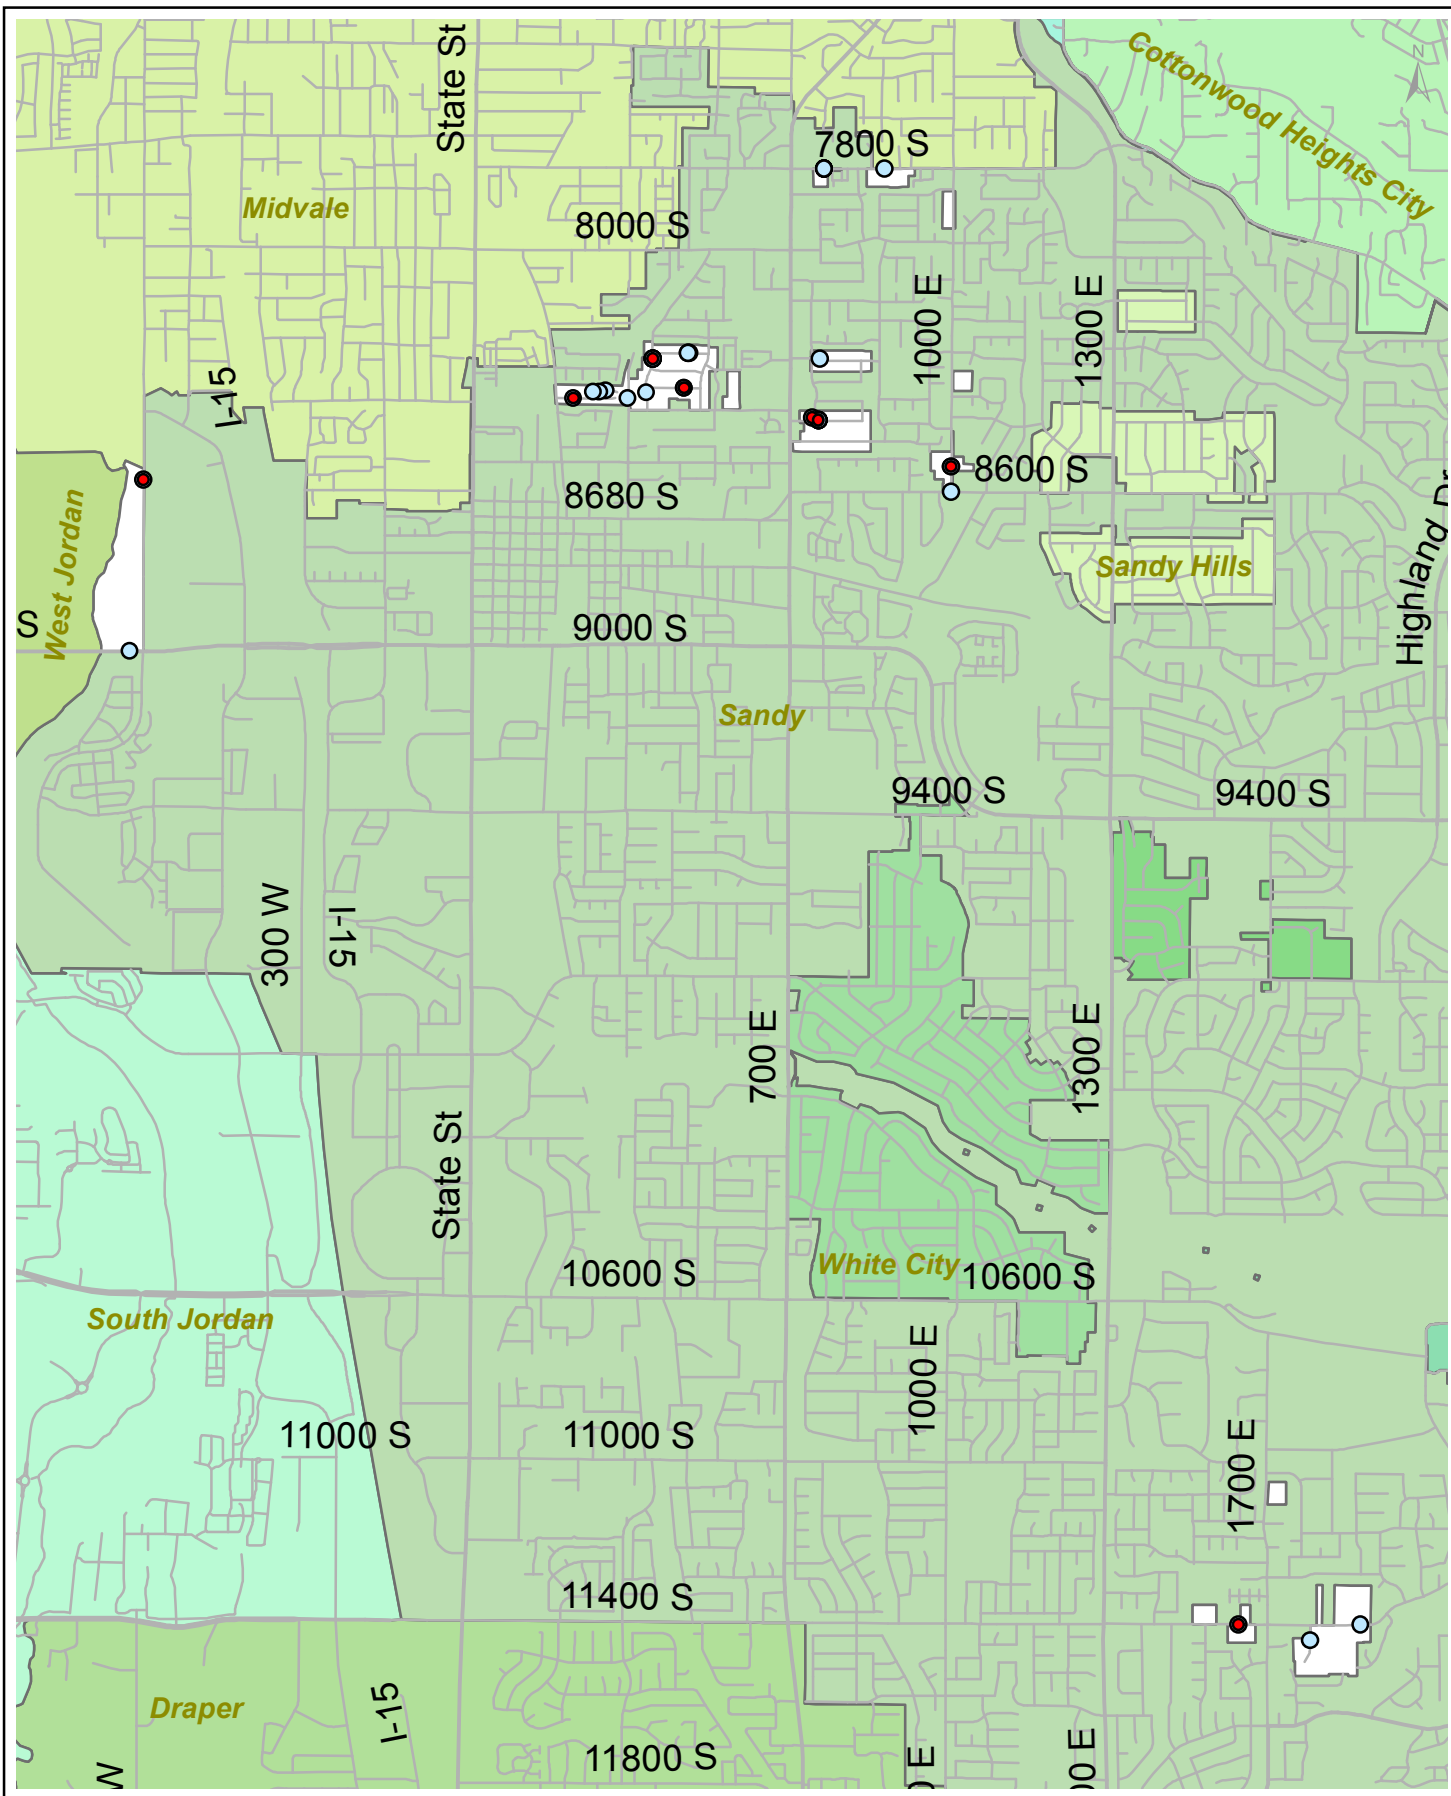 State St
Cottonwood Heights City
N
7800 S
Midvale
8000 S
1000 E
1300 E
I-15
8600 S
8680 S
Highland Dr
West Jordan
Sandy Hills
S
9000 S
Sandy
9400 S
9400 S
300 W
I-15
700 E
1300 E
State St
White City
10600 S
10600 S
South Jordan
1000 E
11000 S
11000 S
1700 E
11400 S
Draper
I-15
11800 S
W
0 E
00 E